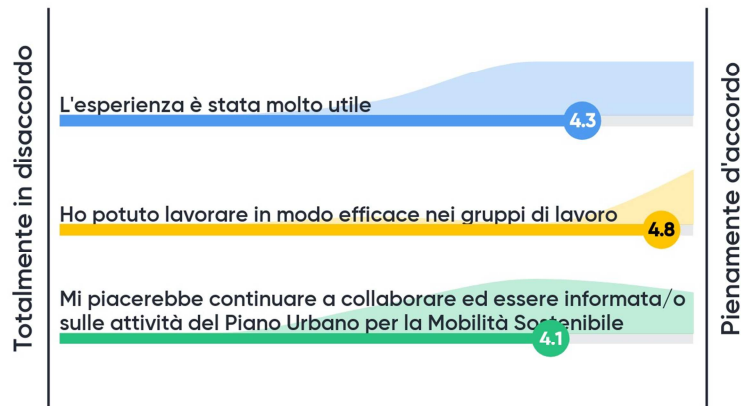 Totalmente in disaccordo
L'esperienza è stata molto utile
4.3
Ho potuto lavorare in modo efficace nei gruppi di lavoro
4.8
Mi piacerebbe continuare a collaborare ed essere informata/o
sulle attività del Piano Urbano per la Mobilità Sostenibile
4.1
Pienamente d'accordo